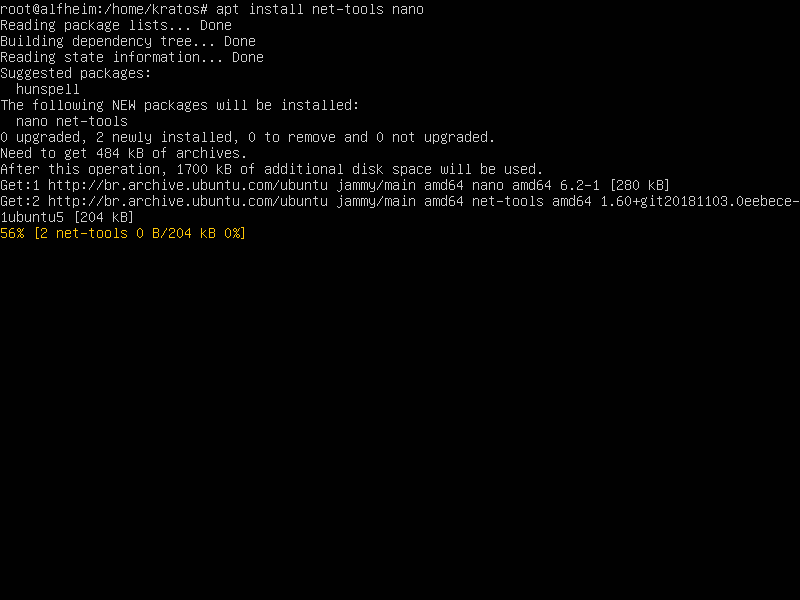 root@alfheim:/home/kratos# apt install net-tools nano
Reading package lists... Done
Building dependency tree... Done
Reading state information... Done
Suggested packages:
  hunspell
The following NEW packages will be installed:
  nano net-tools
0 upgraded, 2 newly installed, 0 to remove and 0 not upgraded.
Need to get 484 kB of archives.
After this operation, 1700 kB of additional disk space will be used.
Get:1 http://br.archive.ubuntu.com/ubuntu jammy/main amd64 nano amd64 6.2-1 [280 kB]
Get:2 http://br.archive.ubuntu.com/ubuntu jammy/main amd64 net-tools amd64 1.60+git20181103.0eebece-
1ubuntu5 [204 kB]
56% [2 net-tools 0 B/204 kB 0%]